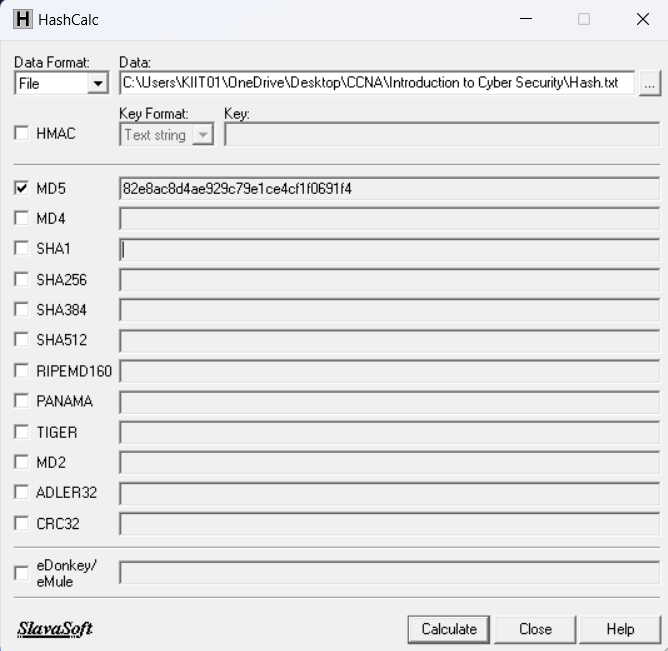 HashCalc
Data Format: Data:
File C:\Users\KIIT01\OneDrive\Desktop\CCNA\Introduction to Cyber Security\Hash.txt ...
Key Format: Key:
HMAC Text string
MD5 82e8ac8d4ae929c79e1ce4cf1f0691f4
MD4
SHA1
SHA256
SHA384
SHA512
RIPEMD160
PANAMA
TIGER
MD2
ADLER32
CRC32
eDonkey/
eMule
SlavaSoft Calculate Close Help